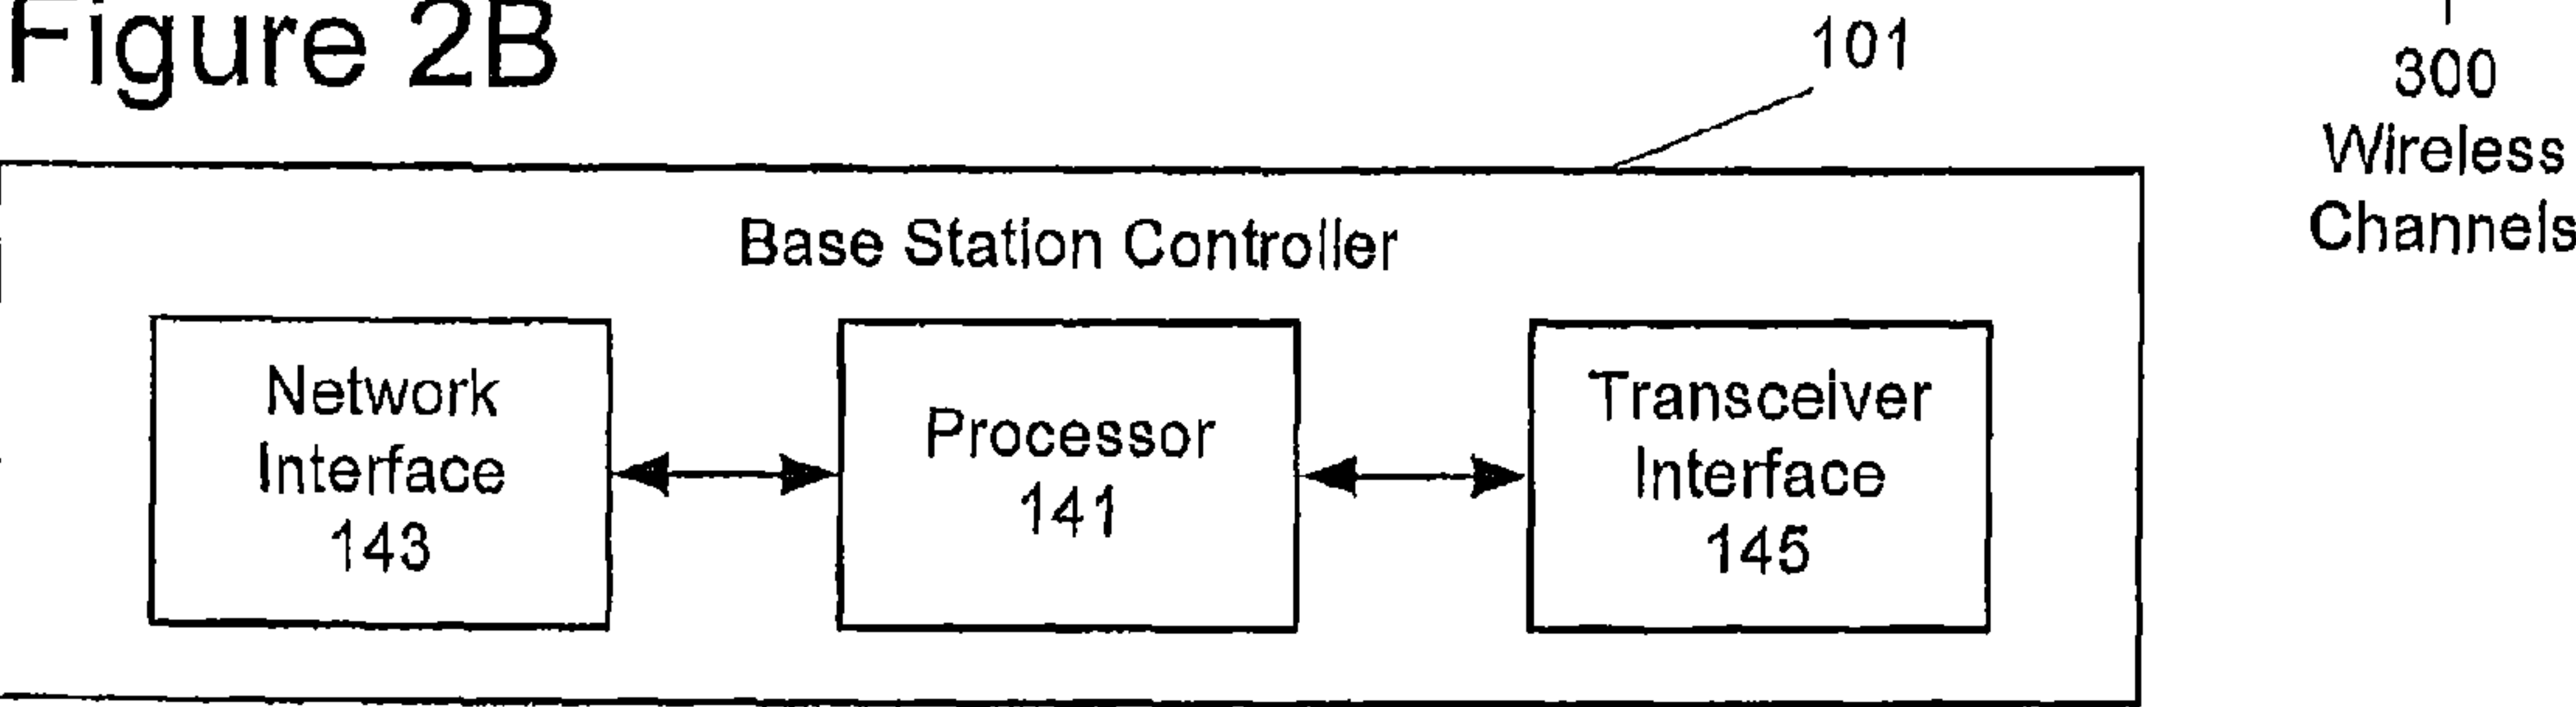 Figure 2B
101
300
Wireless
Channels
Base Station Controller
Network
Interface
143
Processor
141
Transceiver
Interface
145